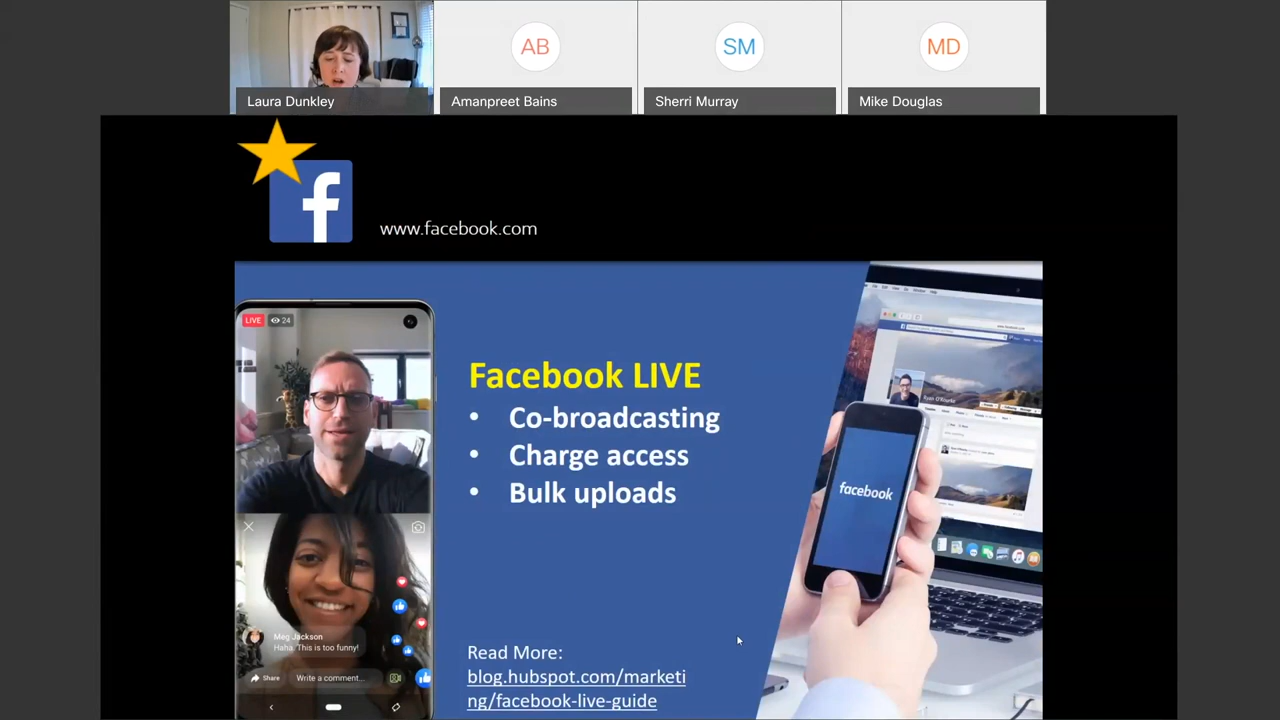 AB
SM
MD
Laura Dunkley
Amanpreet Bains
Sherri Murray
Mike Douglas
f
www.facebook.com
LIVE
24
Facebook LIVE
• Co-broadcasting
• Charge access
• Bulk uploads
Ryan O'Rourke
facebook
Meg Jackson
Haha. This is too funny!
Share
Write a comment...
Read More:
blog.hubspot.com/marketi
ng/facebook-live-guide